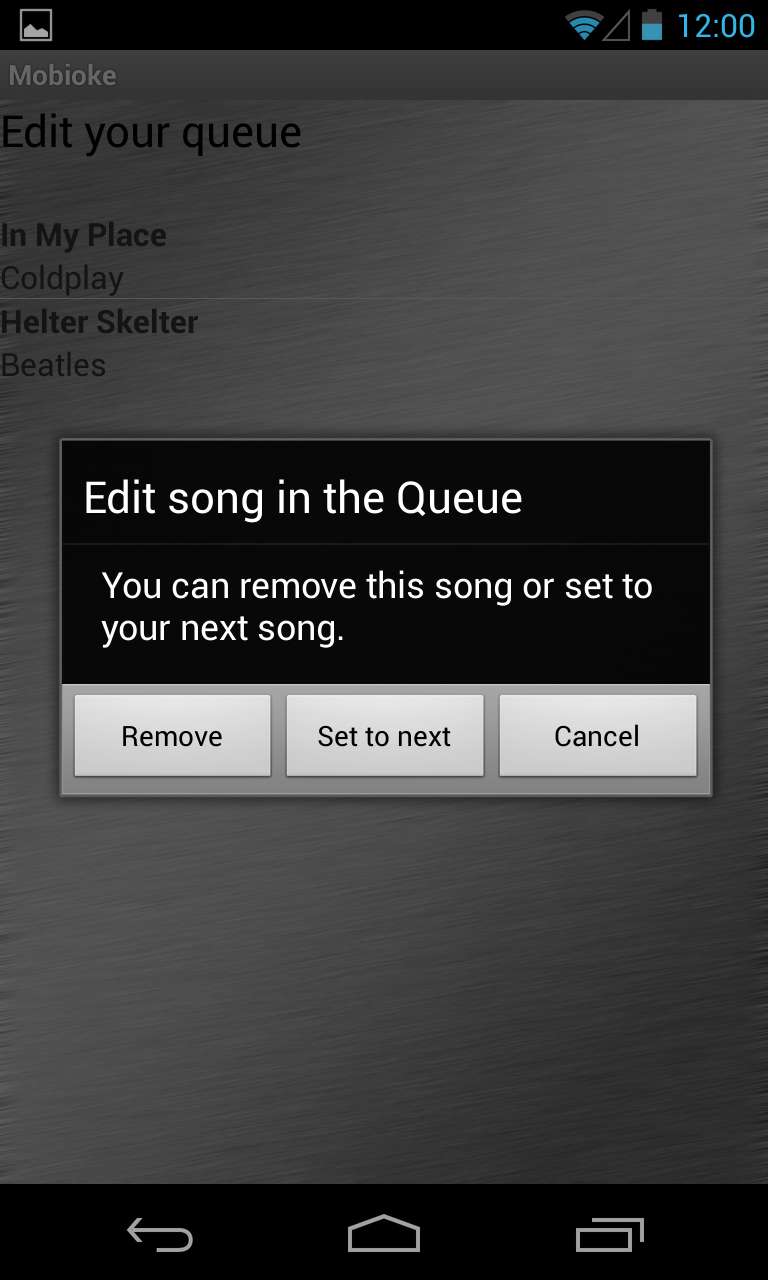 12:00
Mobioke
Edit your queue
In My Place
Coldplay
Helter Skelter
Beatles
Edit song in the Queue
You can remove this song or set to
your next song.
Remove
Set to next
Cancel